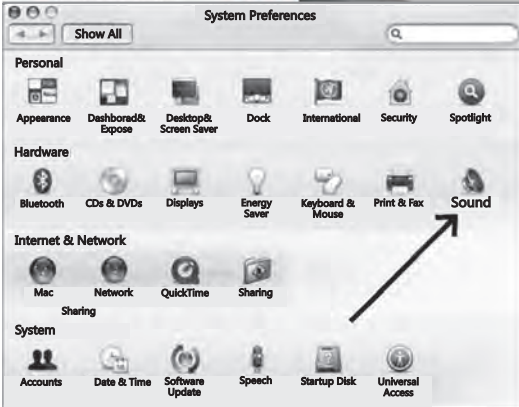 System Preferences
Show All
Personal
Appearance Dashborad& Desktop& Dock International Security Spotlight
Expose Screen Saver
Hardware
Bluetooth CDs & DVDs Displays Energy Keyboard & Print & Fax Sound
Saver Mouse
Internet & Network
Mac Network QuickTime Sharing
Sharing
System
Accounts Date & Time Software Speech Startup Disk Universal
Update Access